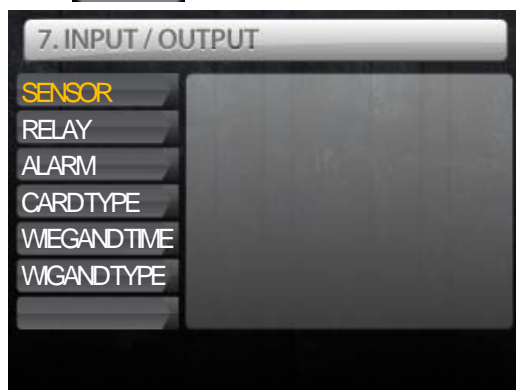 7. INPUT / OUTPUT
SENSOR
RELAY
ALARM
CARDTYPE
WIEGANDTIME
WIGANDTYPE